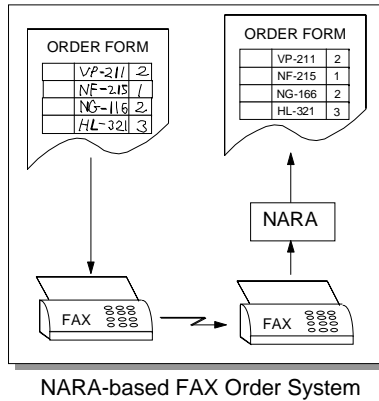 ORDER FORM
VP-211 2
NF-215 1
NG-116 2
HL-321 3
ORDER FORM
VP-211 2
NF-215 1
NG-166 2
HL-321 3
NARA
FAX
FAX
NARA-based FAX Order System